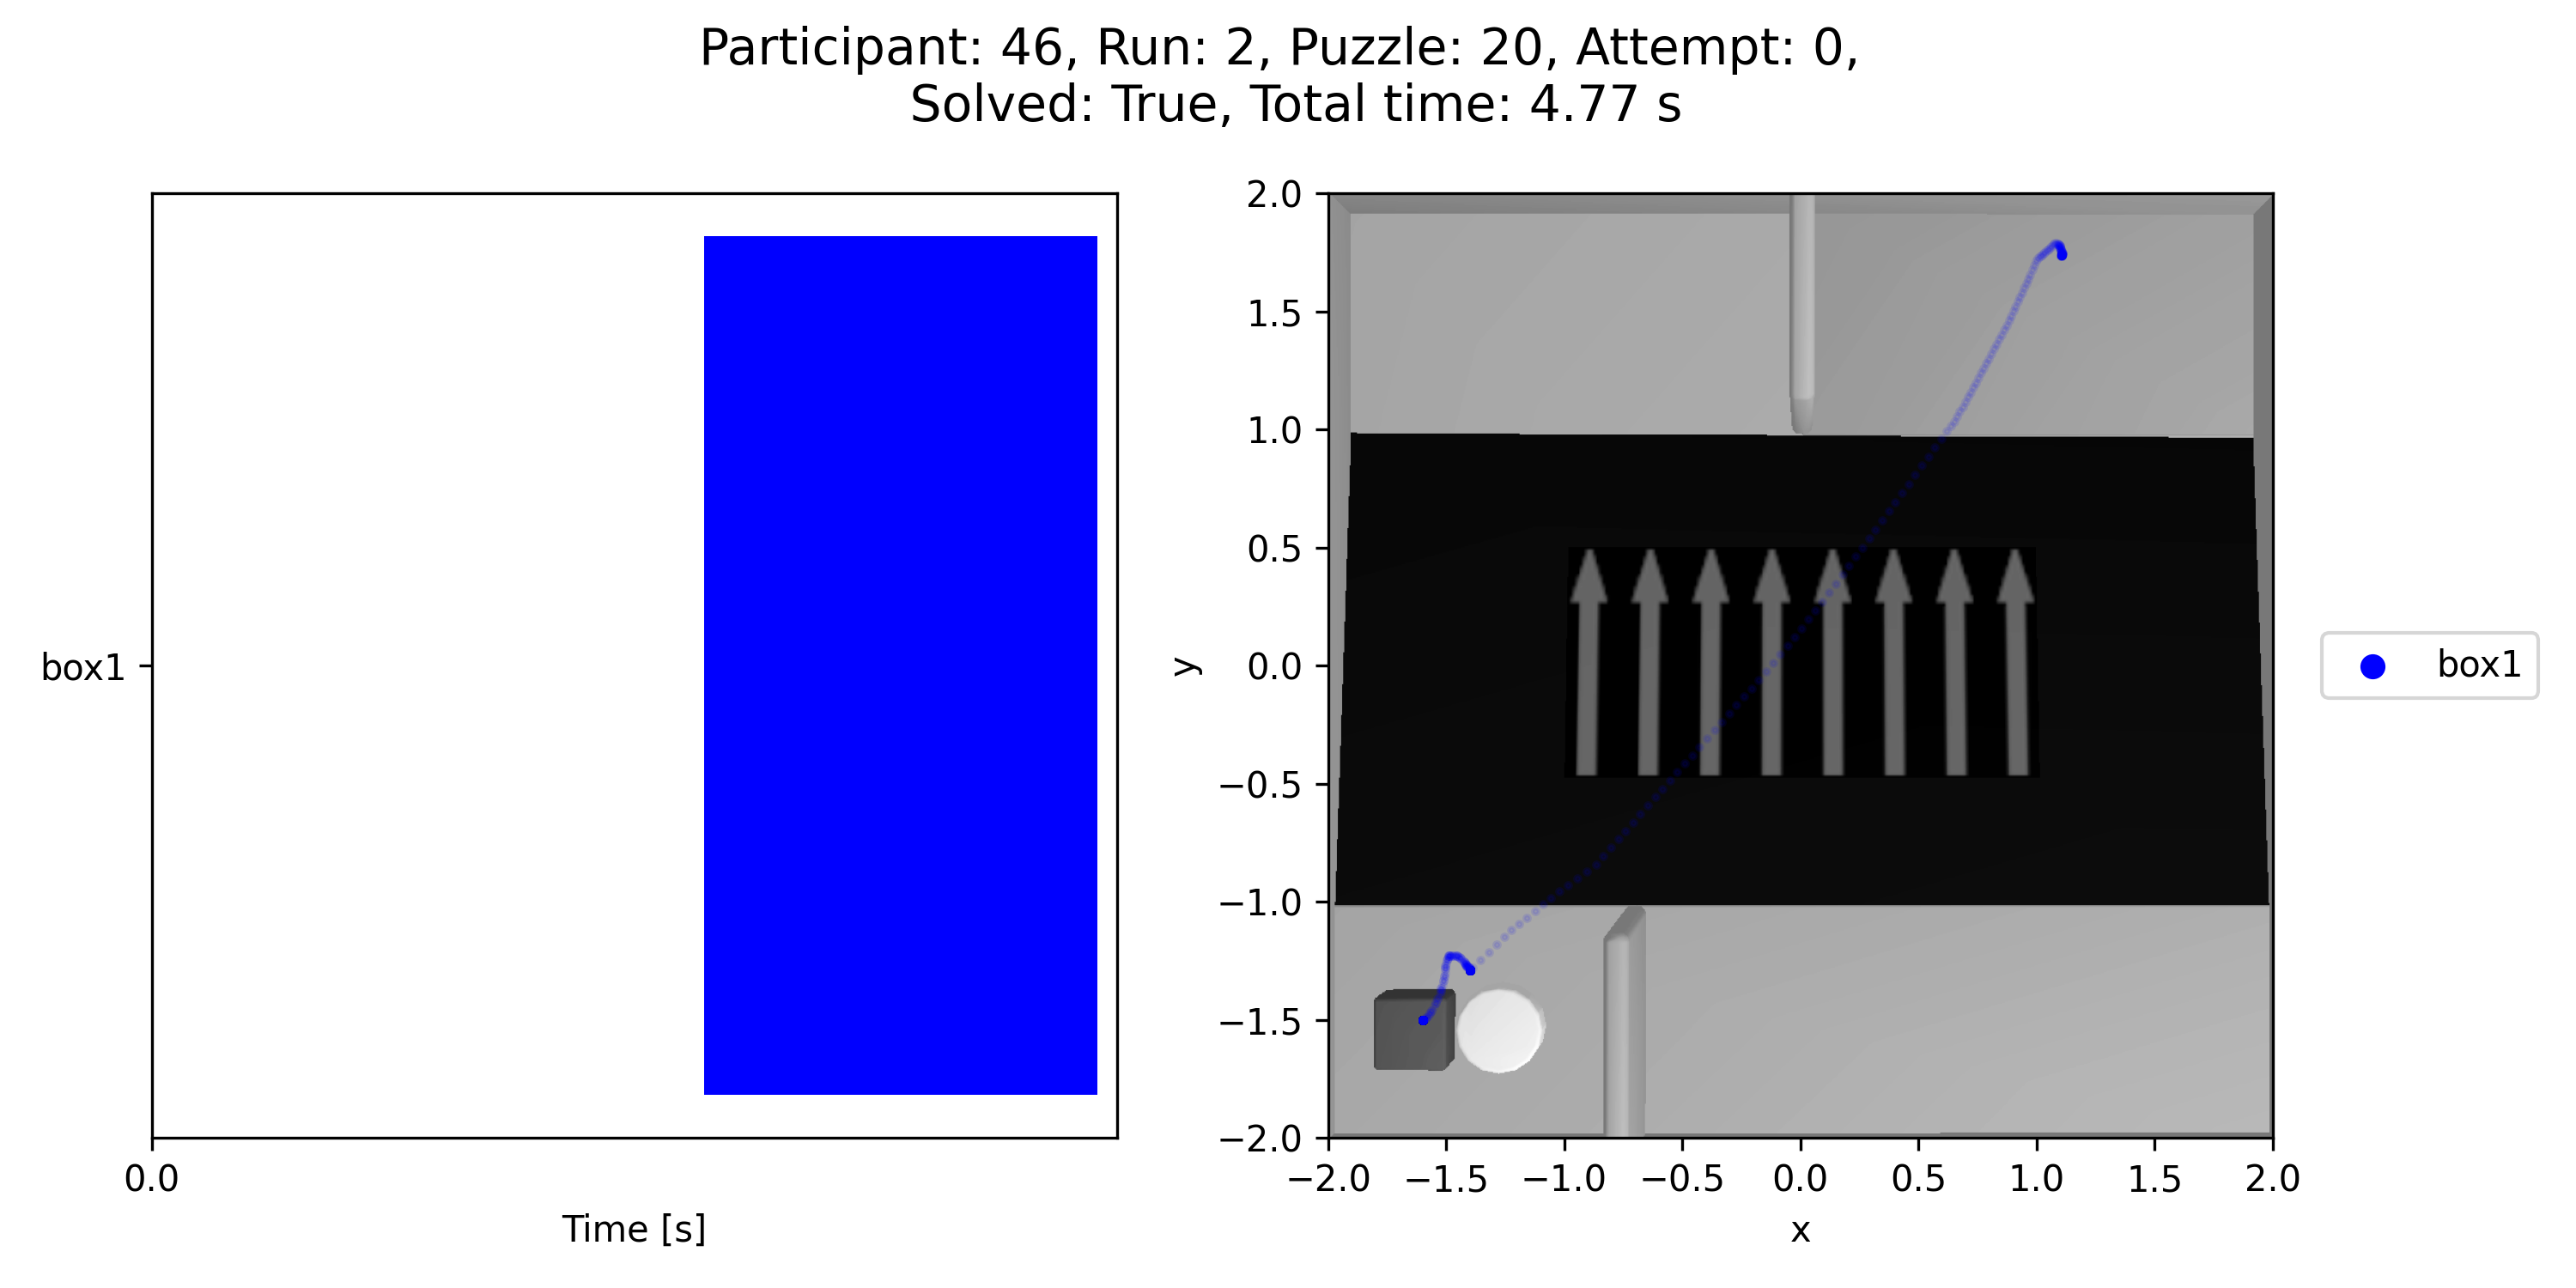 Participant: 46, Run: 2, Puzzle: 20, Attempt: 0,
Solved: True, Total time: 4.77 s
box1
0.0
Time [s]
2.0
1.5
1.0
0.5
0.0
−0.5
−1.0
−1.5
−2.0
y
−2.0 −1.5 −1.0 −0.5 0.0 0.5 1.0 1.5 2.0
x
box1